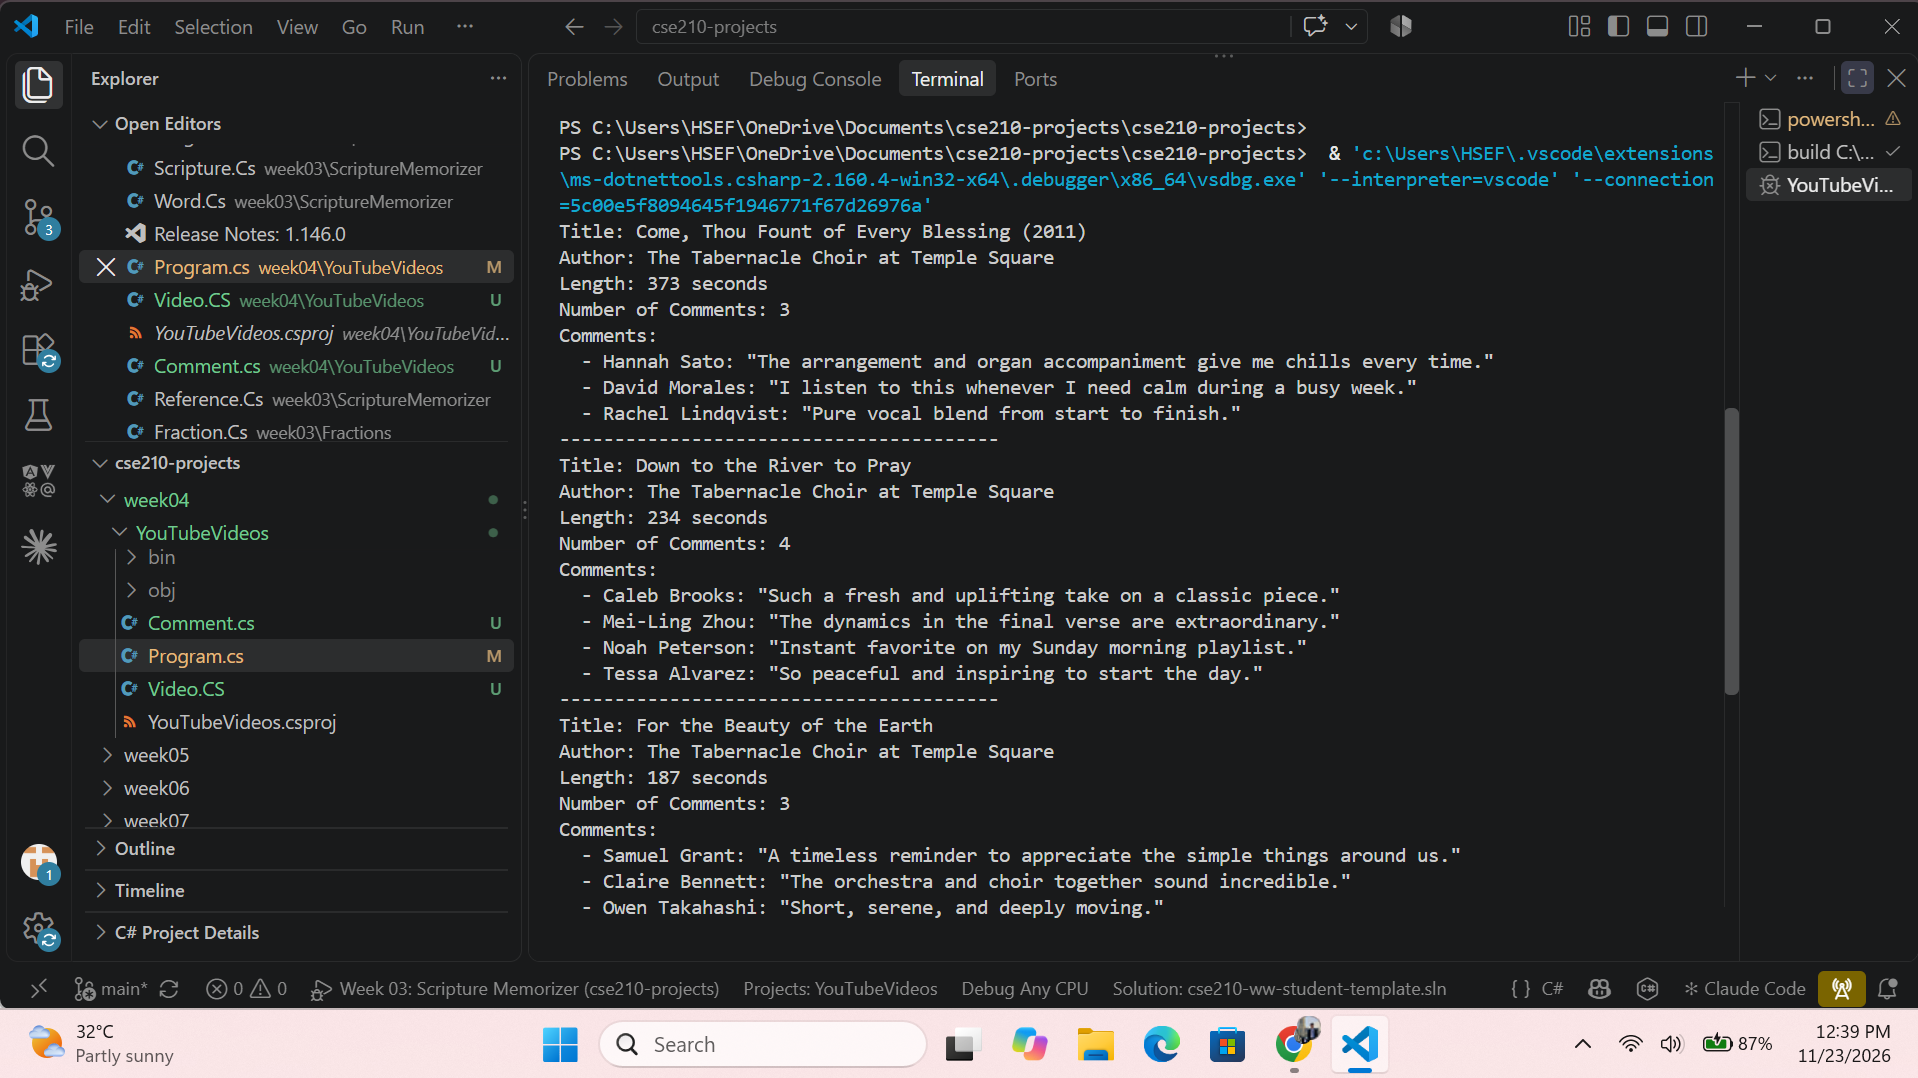 File Edit Selection View Go Run ···
cse210-projects
Explorer
Open Editors
Scripture.Cs week03\ScriptureMemorizer
Word.Cs week03\ScriptureMemorizer
Release Notes: 1.146.0
Program.cs week04\YouTubeVideos M
Video.CS week04\YouTubeVideos U
YouTubeVideos.csproj week04\YouTubeVid...
Comment.cs week04\YouTubeVideos U
Reference.Cs week03\ScriptureMemorizer
Fraction.Cs week03\Fractions
cse210-projects
week04
YouTubeVideos
bin
obj
Comment.cs U
Program.cs M
Video.CS U
YouTubeVideos.csproj
week05
week06
week07
Outline
Timeline
C# Project Details
3
1
Problems Output Debug Console Terminal Ports
PS C:\Users\HSEF\OneDrive\Documents\cse210-projects\cse210-projects>
PS C:\Users\HSEF\OneDrive\Documents\cse210-projects\cse210-projects> & 'c:\Users\HSEF\.vscode\extensions
\ms-dotnettools.csharp-2.160.4-win32-x64\.debugger\x86_64\vsdbg.exe' '--interpreter=vscode' '--connection
=5c00e5f8094645f1946771f67d26976a'
Title: Come, Thou Fount of Every Blessing (2011)
Author: The Tabernacle Choir at Temple Square
Length: 373 seconds
Number of Comments: 3
Comments:
- Hannah Sato: "The arrangement and organ accompaniment give me chills every time."
- David Morales: "I listen to this whenever I need calm during a busy week."
- Rachel Lindqvist: "Pure vocal blend from start to finish."
----------------------------------------
Title: Down to the River to Pray
Author: The Tabernacle Choir at Temple Square
Length: 234 seconds
Number of Comments: 4
Comments:
- Caleb Brooks: "Such a fresh and uplifting take on a classic piece."
- Mei-Ling Zhou: "The dynamics in the final verse are extraordinary."
- Noah Peterson: "Instant favorite on my Sunday morning playlist."
- Tessa Alvarez: "So peaceful and inspiring to start the day."
----------------------------------------
Title: For the Beauty of the Earth
Author: The Tabernacle Choir at Temple Square
Length: 187 seconds
Number of Comments: 3
Comments:
- Samuel Grant: "A timeless reminder to appreciate the simple things around us."
- Claire Bennett: "The orchestra and choir together sound incredible."
- Owen Takahashi: "Short, serene, and deeply moving."
powersh...
build C:\...
YouTubeVi...
main* 0 0 Week 03: Scripture Memorizer (cse210-projects) Projects: YouTubeVideos Debug Any CPU Solution: cse210-ww-student-template.sln { } C# Claude Code
32°C
Partly sunny
Search
87%
12:39 PM
11/23/2026